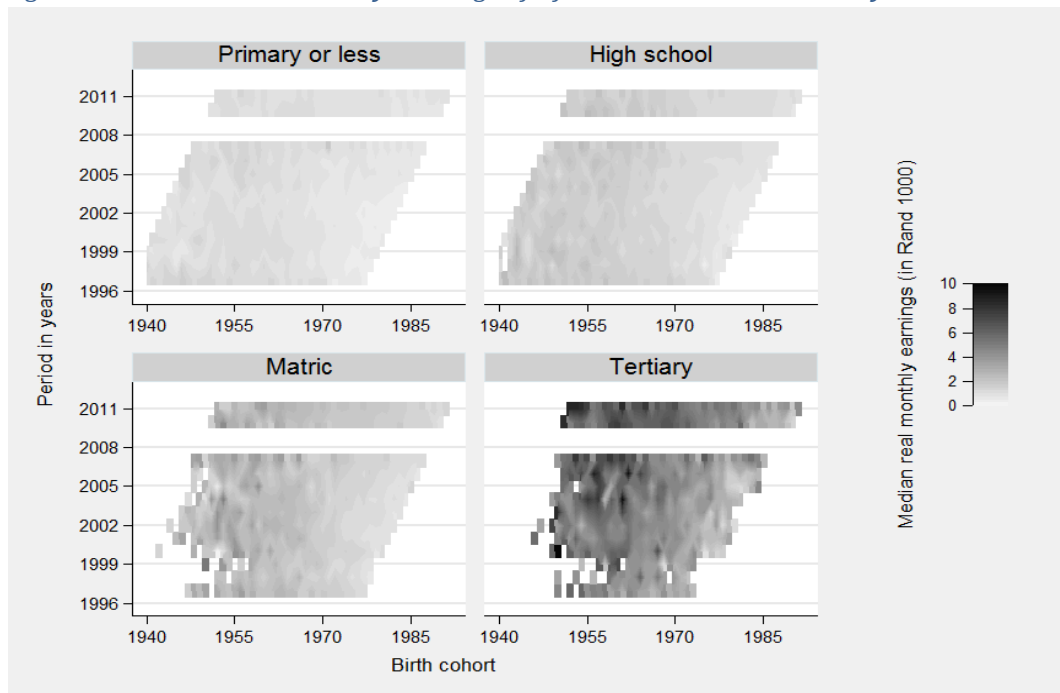 Primary or less
High school
2011
2008
2005
2002
1999
1996
1940 1955 1970 1985
1940 1955 1970 1985
Matric
Tertiary
2011
2008
2005
2002
1999
1996
1940 1955 1970 1985
1940 1955 1970 1985
Period in years
Birth cohort
Median real monthly earnings (in Rand 1000)
10
8
6
4
2
0